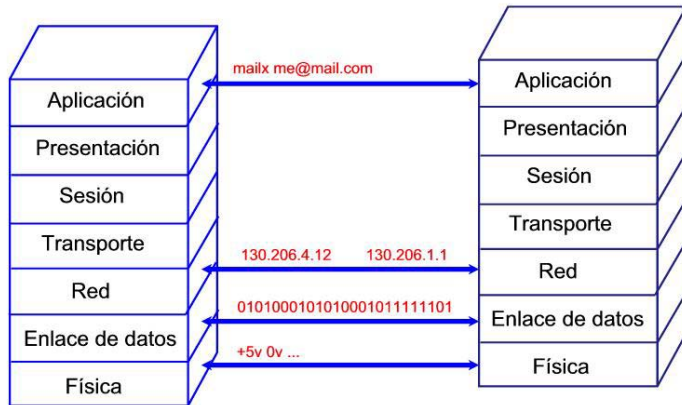 mailx me@mail.com
Aplicación
Presentación
Sesión
Transporte
Red
Enlace de datos
Física
130.206.4.12 130.206.1.1
0101000101010001011111101
+5v 0v ...
Aplicación
Presentación
Sesión
Transporte
Red
Enlace de datos
Física